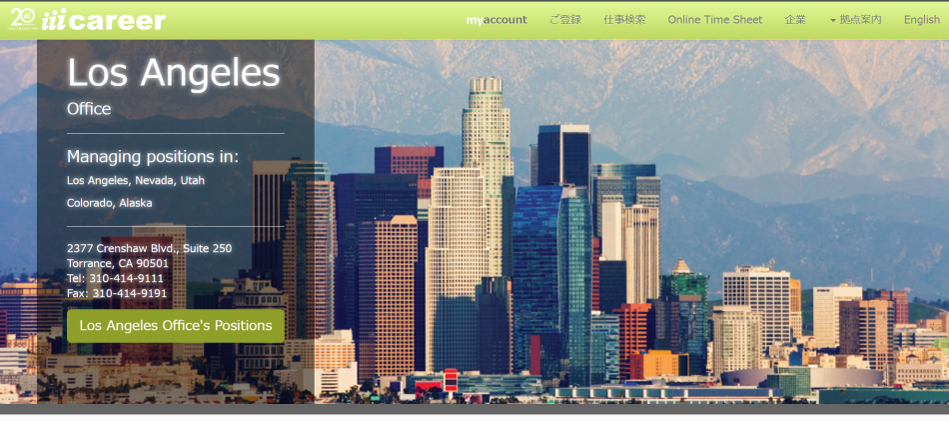 20 iii career
myaccount
ご登録
仕事検索
Online Time Sheet
企業
拠点案内
English
Los Angeles
Office
Managing positions in:
Los Angeles, Nevada, Utah
Colorado, Alaska
2377 Crenshaw Blvd., Suite 250
Torrance, CA 90501
Tel: 310-414-9111
Fax: 310-414-9191
Los Angeles Office's Positions